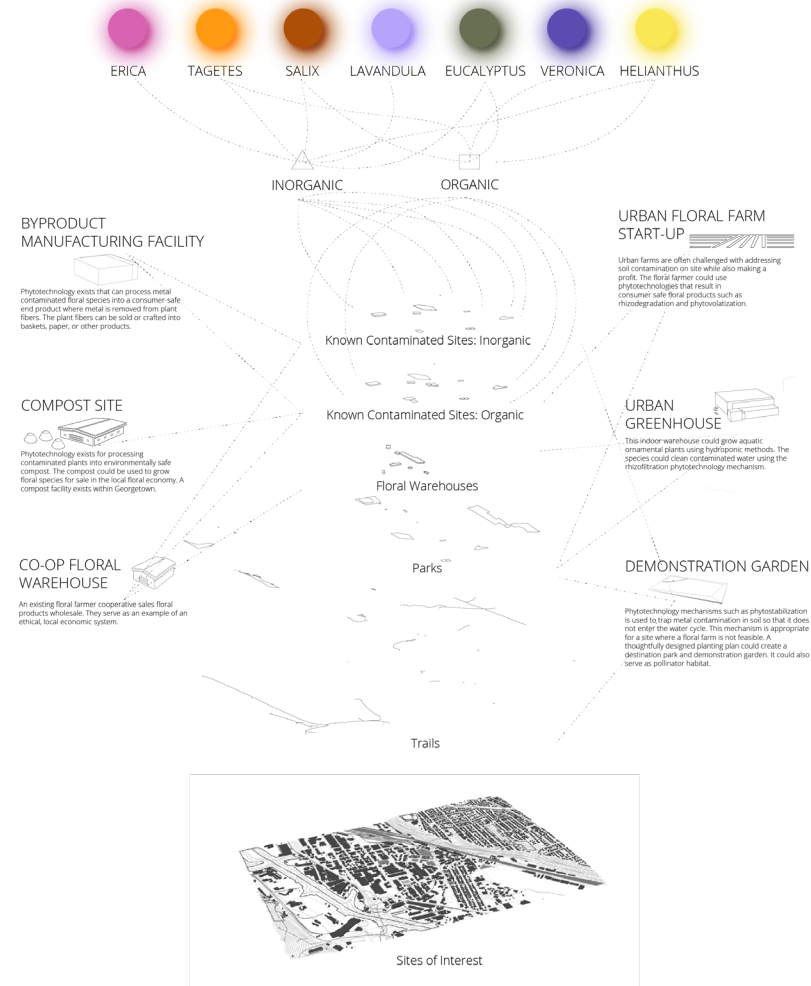 ERICA TAGETES SALIX LAVANDULA EUCALYPTUS VERONICA HELIANTHUS
INORGANIC ORGANIC
BYPRODUCT
MANUFACTURING FACILITY
Phytotechnology exists that can process metal
contaminated floral species into a consumer-safe
end product where metal is removed from plant
fibers. The plant fibers can be sold or crafted into
baskets, paper, or other products.
URBAN FLORAL FARM
START-UP
Urban farms are often challenged with addressing
soil contamination on site while also making a
profit. The floral farmer could use
phytotechnologies that result in
consumer safe floral products such as
rhizodegradation and phytovolatization.
Known Contaminated Sites: Inorganic
COMPOST SITE
Phytotechnology exists for processing
contaminated plants into environmentally safe
compost. The compost could be used to grow
floral species for sale in the local floral economy. A
compost facility exists within Georgetown.
Known Contaminated Sites: Organic
URBAN
GREENHOUSE
This indoor warehouse could grow aquatic
ornamental plants using hydroponic methods. The
species could clean contaminated water using the
rhizofiltration phytotechnology mechanism.
Floral Warehouses
CO-OP FLORAL
WAREHOUSE
An existing floral farmer cooperative sales floral
products wholesale. They serve as an example of an
ethical, local economic system.
Parks
DEMONSTRATION GARDEN
Phytotechnology mechanisms such as phytostabilization
is used to trap metal contamination in soil so that it does
not enter the water cycle. This mechanism is appropriate
for a site where a floral farm is not feasible. A
thoughtfully designed planting plan could create a
destination park and demonstration garden. It could also
serve as pollinator habitat.
Trails
Sites of Interest